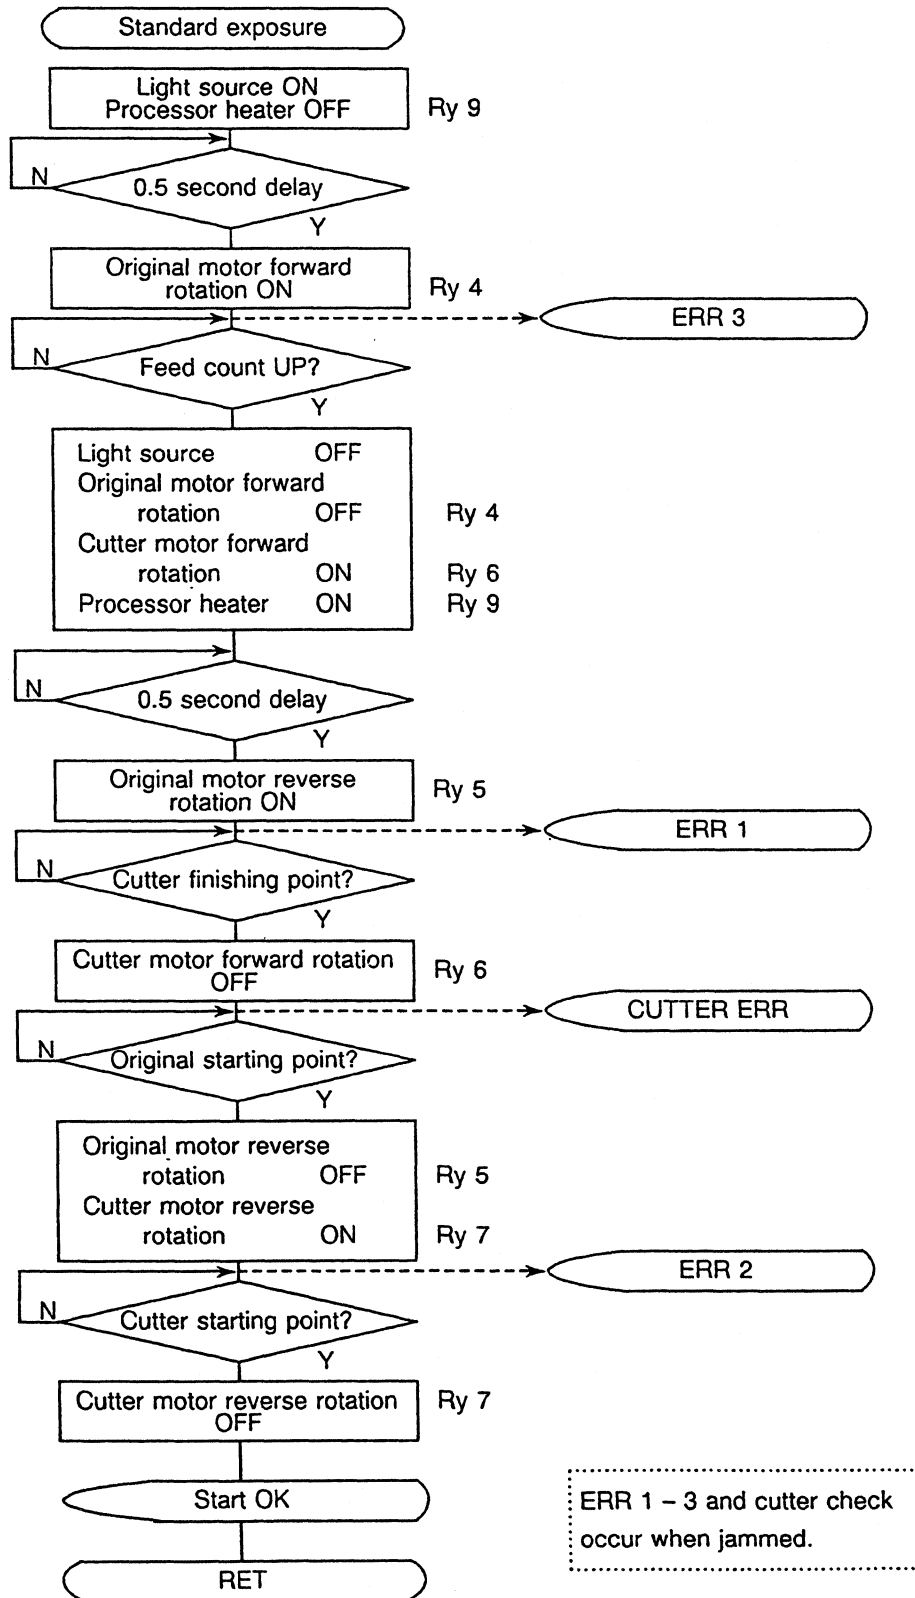 Standard exposure
Light source ON
Processor heater OFF
Ry 9
N
0.5 second delay
Y
Original motor forward
rotation ON
Ry 4
ERR 3
N
Feed count UP?
Y
Light source OFF
Original motor forward
rotation OFF Ry 4
Cutter motor forward
rotation ON Ry 6
Processor heater ON Ry 9
N
0.5 second delay
Y
Original motor reverse
rotation ON
Ry 5
ERR 1
N
Cutter finishing point?
Y
Cutter motor forward rotation
OFF
Ry 6
CUTTER ERR
N
Original starting point?
Y
Original motor reverse
rotation OFF Ry 5
Cutter motor reverse
rotation ON Ry 7
ERR 2
N
Cutter starting point?
Y
Cutter motor reverse rotation
OFF
Ry 7
Start OK
RET
ERR 1 – 3 and cutter check
occur when jammed.